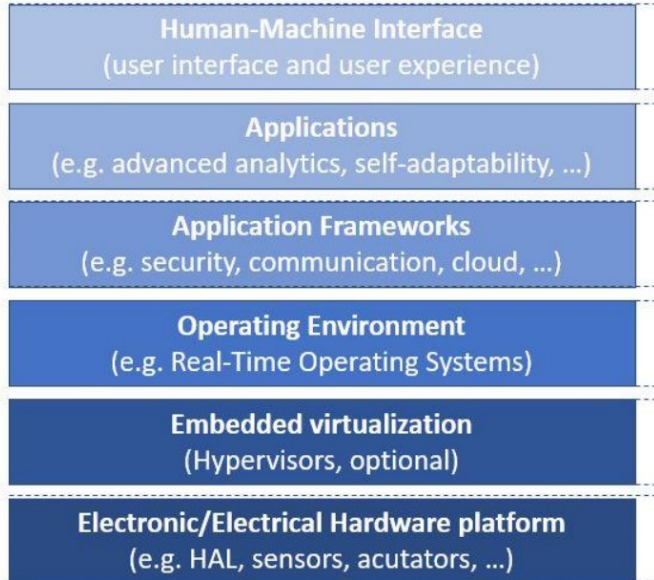 Human-Machine Interface
(user interface and user experience)
Applications
(e.g. advanced analytics, self-adaptability, ...)
Application Frameworks
(e.g. security, communication, cloud, ...)
Operating Environment
(e.g. Real-Time Operating Systems)
Embedded virtualization
(Hypervisors, optional)
Electronic/Electrical Hardware platform
(e.g. HAL, sensors, acutators, ...)